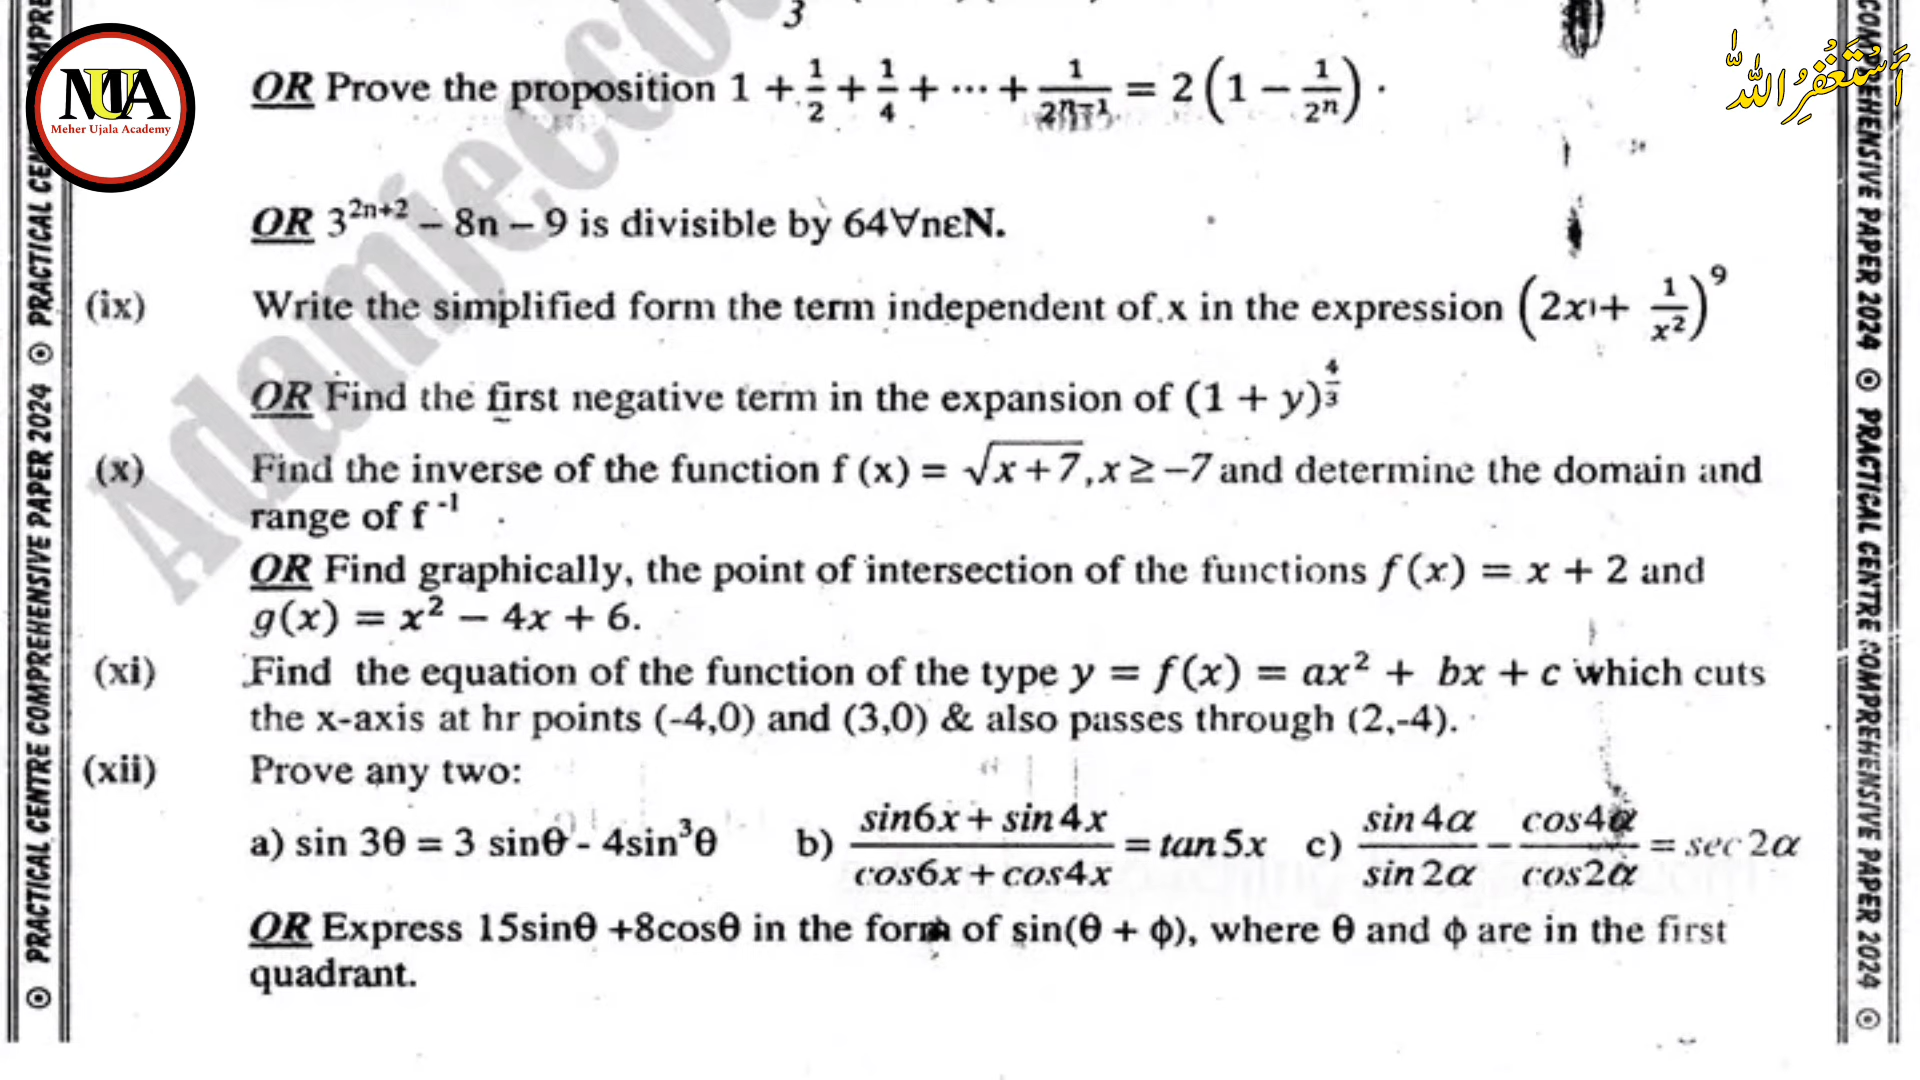 3
OR Prove the proposition 1 + 1/2 + 1/4 + ⋯ + 1/2ⁿ⁻¹ = 2(1 − 1/2ⁿ) ·
OR 3²ⁿ⁺² – 8n – 9 is divisible by 64∀nεN.
(ix) Write the simplified form the term independent of x in the expression (2x + 1/x²)⁹
OR Find the first negative term in the expansion of (1 + y)^(4/3)
(x) Find the inverse of the function f (x) = √(x+7), x ≥ −7 and determine the domain and
range of f ⁻¹
OR Find graphically, the point of intersection of the functions f(x) = x + 2 and
g(x) = x² − 4x + 6.
(xi) Find the equation of the function of the type y = f(x) = ax² + bx + c which cuts
the x-axis at hr points (-4,0) and (3,0) & also passes through (2,-4).
(xii) Prove any two:
a) sin 3θ = 3 sinθ - 4sin³θ b) (sin6x + sin4x)/(cos6x + cos4x) = tan5x c) sin4α/sin2α − cos4α/cos2α = sec2α
OR Express 15sinθ +8cosθ in the form of sin(θ + ϕ), where θ and ϕ are in the first
quadrant.
MUA
Meher Ujala Academy
أَسْتَغْفِرُ اللّٰه
PRACTICAL CENTRE COMPREHENSIVE PAPER 2024
PRACTICAL CENTRE COMPREHENSIVE PAPER 2024